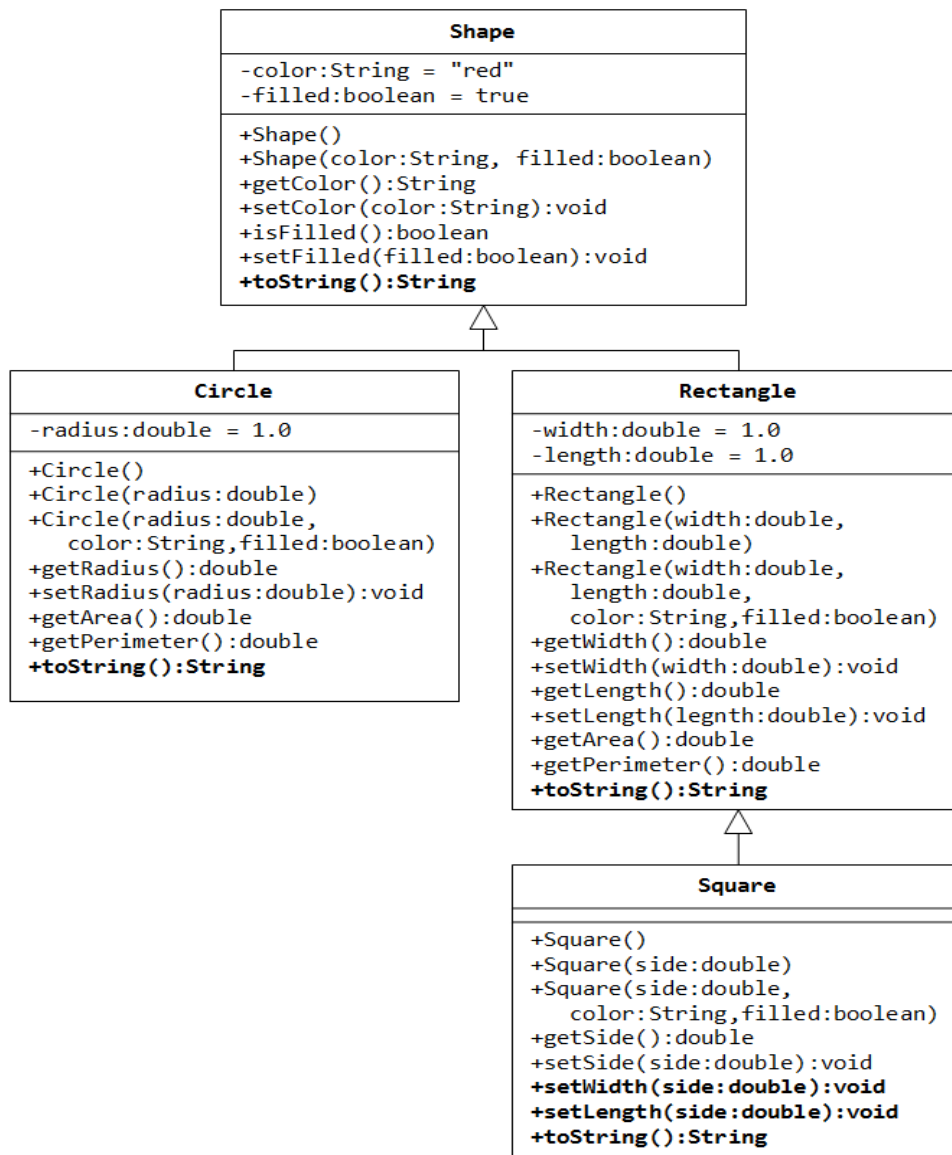 Shape
-color:String = "red"
-filled:boolean = true
+Shape()
+Shape(color:String, filled:boolean)
+getColor():String
+setColor(color:String):void
+isFilled():boolean
+setFilled(filled:boolean):void
+toString():String
Circle
-radius:double = 1.0
+Circle()
+Circle(radius:double)
+Circle(radius:double,
color:String,filled:boolean)
+getRadius():double
+setRadius(radius:double):void
+getArea():double
+getPerimeter():double
+toString():String
Rectangle
-width:double = 1.0
-length:double = 1.0
+Rectangle()
+Rectangle(width:double,
length:double)
+Rectangle(width:double,
length:double,
color:String,filled:boolean)
+getWidth():double
+setWidth(width:double):void
+getLength():double
+setLength(legnth:double):void
+getArea():double
+getPerimeter():double
+toString():String
Square
+Square()
+Square(side:double)
+Square(side:double,
color:String,filled:boolean)
+getSide():double
+setSide(side:double):void
+setWidth(side:double):void
+setLength(side:double):void
+toString():String